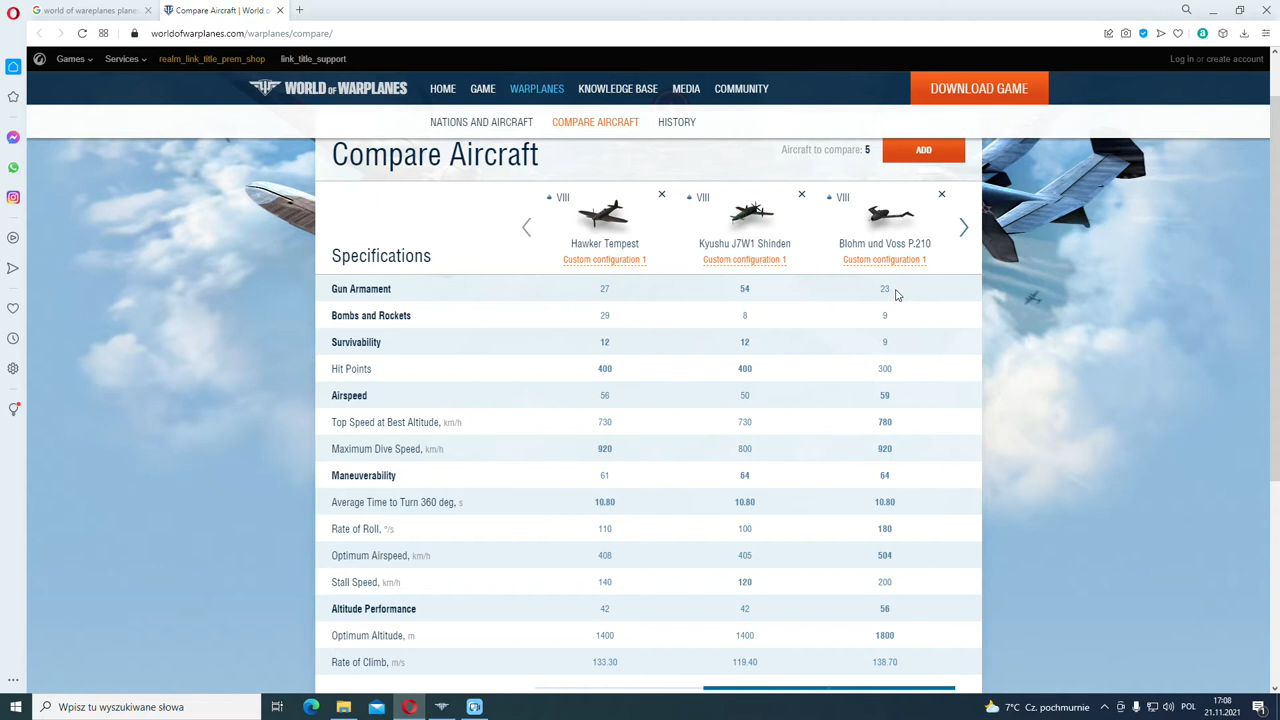 world of wareplanes planes
Compare Aircraft | World of
worldofwarplanes.com/warplanes/compare/
Games Services realm_link_title_prem_shop link_title_support Log in or create account
WORLD OF WARPLANES HOME GAME WARPLANES KNOWLEDGE BASE MEDIA COMMUNITY DOWNLOAD GAME
NATIONS AND AIRCRAFT COMPARE AIRCRAFT HISTORY
Compare Aircraft Aircraft to compare: 5 ADD
VIII VIII VIII
Hawker Tempest Kyushu J7W1 Shinden Blohm und Voss P.210
Specifications Custom configuration 1 Custom configuration 1 Custom configuration 1
Gun Armament 27 54 23
Bombs and Rockets 29 8 9
Survivability 12 12 9
Hit Points 400 400 300
Airspeed 56 50 59
Top Speed at Best Altitude, km/h 730 730 780
Maximum Dive Speed, km/h 920 800 920
Maneuverability 61 64 64
Average Time to Turn 360 deg, s 10.80 10.80 10.80
Rate of Roll, °/s 110 100 180
Optimum Airspeed, km/h 408 405 504
Stall Speed, km/h 140 120 200
Altitude Performance 42 42 56
Optimum Altitude, m 1400 1400 1800
Rate of Climb, m/s 133.30 119.40 138.70
Wpisz tu wyszukiwane słowa 7°C pochmurnie POL 17:08
21.11.2021